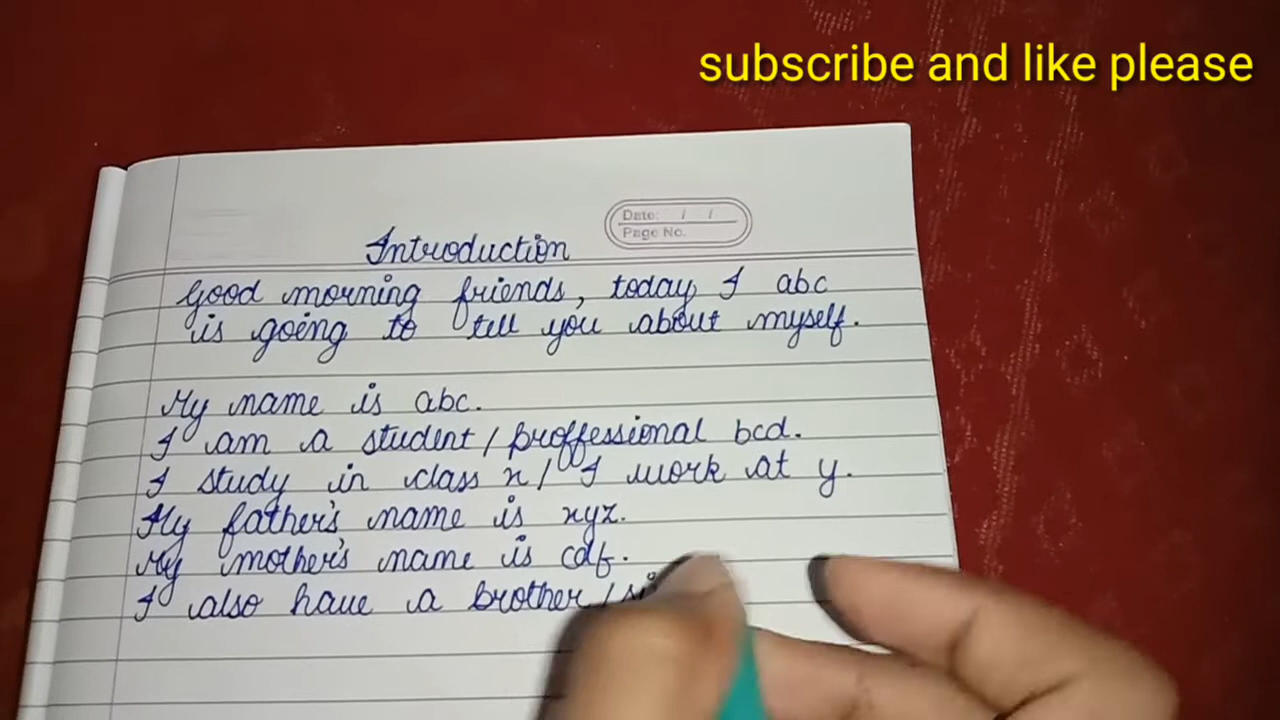 subscribe and like please
Date: / /
Page No.
Introduction
Good morning friends, today I abc
is going to tell you about myself.
My name is abc.
I am a student/proffessional bcd.
I study in class x/ I work at y.
My father's name is xyz.
My mother's name is cdf.
I also have a brother/si